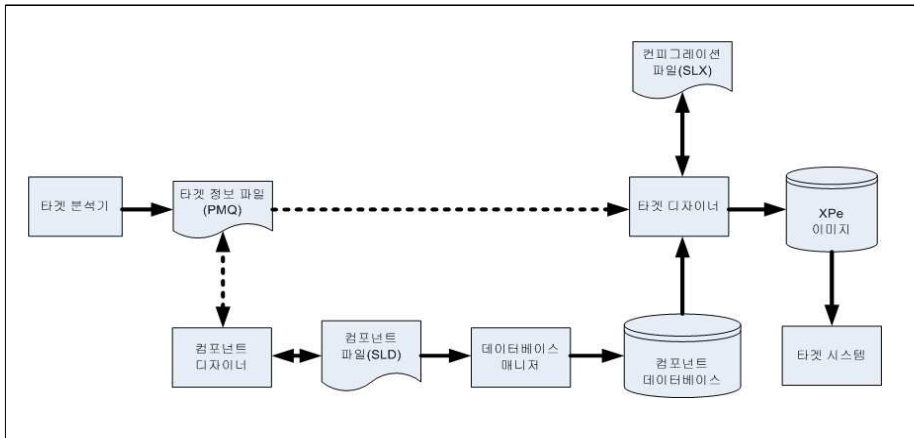 컨피그레이션
파일(SLX)
타겟 분석기
타겟 정보 파일
(PMQ)
타겟 디자이너
XPe
이미지
컴포넌트
디자이너
컴포넌트
파일(SLD)
데이터베이스
매니저
컴포넌트
데이터베이스
타겟 시스템